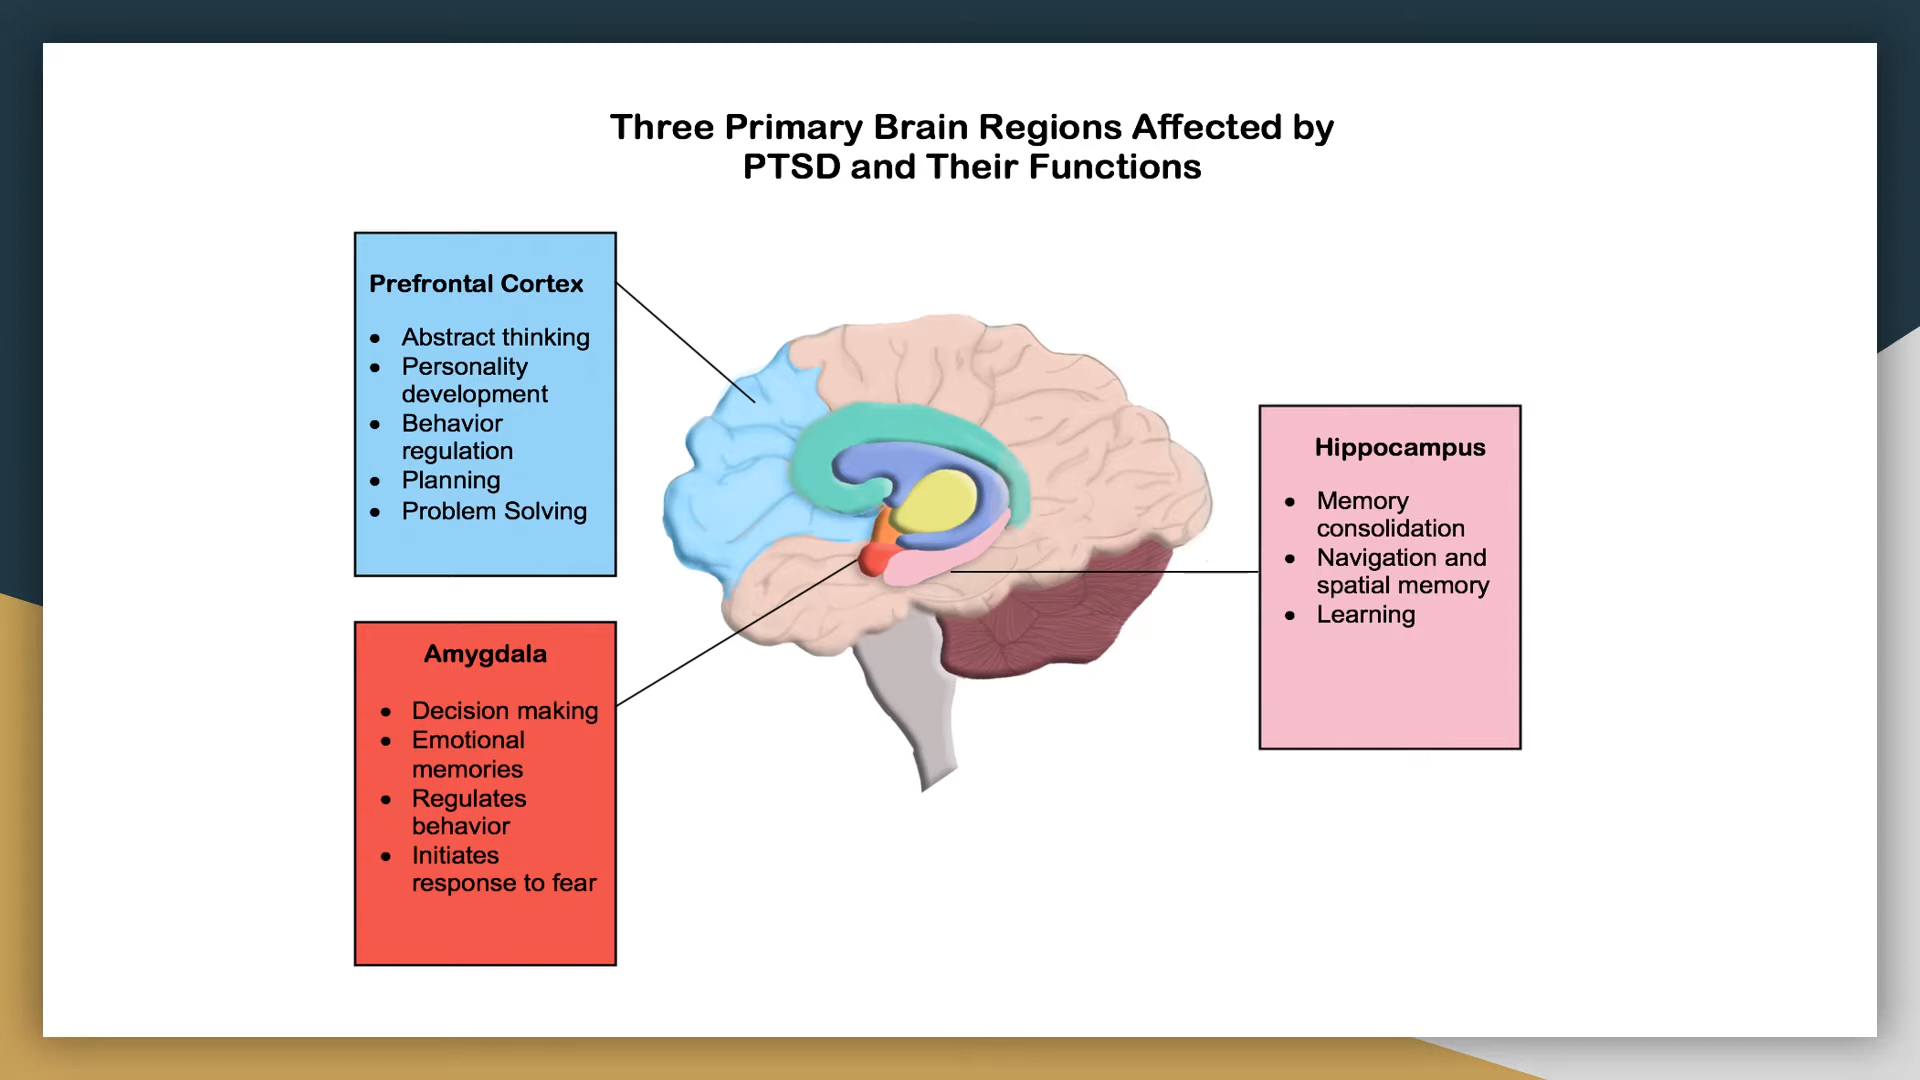 Three Primary Brain Regions Affected by
PTSD and Their Functions
Prefrontal Cortex
• Abstract thinking
• Personality
development
• Behavior
regulation
• Planning
• Problem Solving
Amygdala
• Decision making
• Emotional
memories
• Regulates
behavior
• Initiates
response to fear
Hippocampus
• Memory
consolidation
• Navigation and
spatial memory
• Learning